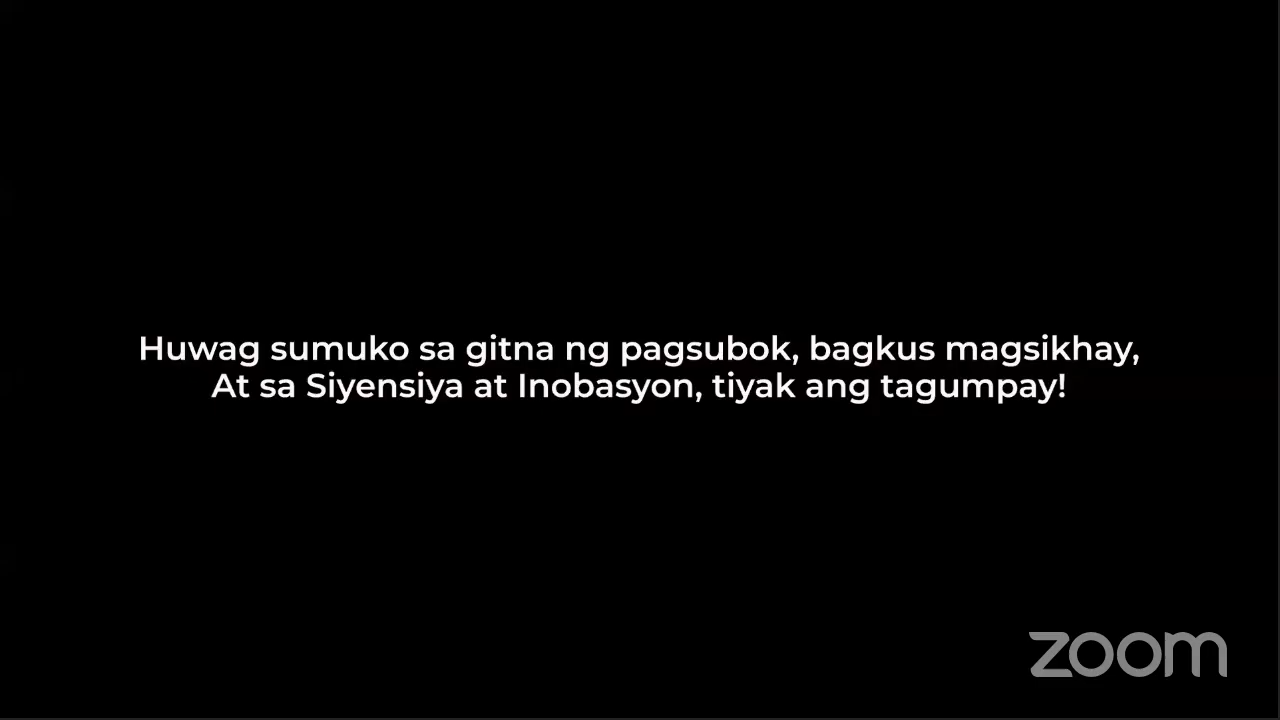 Huwag sumuko sa gitna ng pagsubok, bagkus magsikhay,
At sa Siyensiya at Inobasyon, tiyak ang tagumpay!
zoom